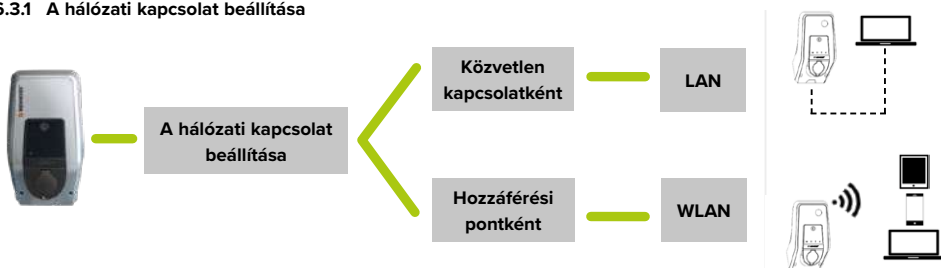 6.3.1 A hálózati kapcsolat beállítása
A hálózati kapcsolat
beállítása
Közvetlen
kapcsolatként
LAN
Hozzáférési
pontként
WLAN